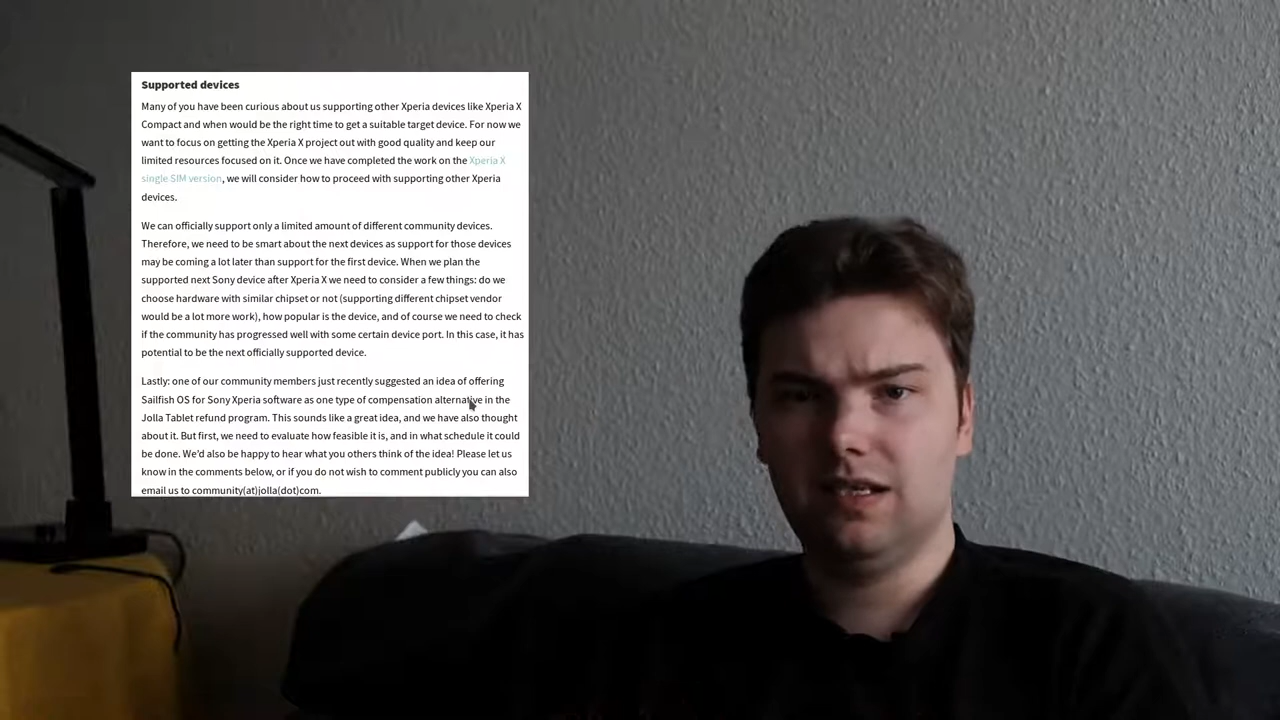 Supported devices
Many of you have been curious about us supporting other Xperia devices like Xperia X
Compact and when would be the right time to get a suitable target device. For now we
want to focus on getting the Xperia X project out with good quality and keep our
limited resources focused on it. Once we have completed the work on the Xperia X
single SIM version, we will consider how to proceed with supporting other Xperia
devices.
We can officially support only a limited amount of different community devices.
Therefore, we need to be smart about the next devices as support for those devices
may be coming a lot later than support for the first device. When we plan the
supported next Sony device after Xperia X we need to consider a few things: do we
choose hardware with similar chipset or not (supporting different chipset vendor
would be a lot more work), how popular is the device, and of course we need to check
if the community has progressed well with some certain device port. In this case, it has
potential to be the next officially supported device.
Lastly: one of our community members just recently suggested an idea of offering
Sailfish OS for Sony Xperia software as one type of compensation alternative in the
Jolla Tablet refund program. This sounds like a great idea, and we have also thought
about it. But first, we need to evaluate how feasible it is, and in what schedule it could
be done. We'd also be happy to hear what you others think of the idea! Please let us
know in the comments below, or if you do not wish to comment publicly you can also
email us to community(at)jolla(dot)com.